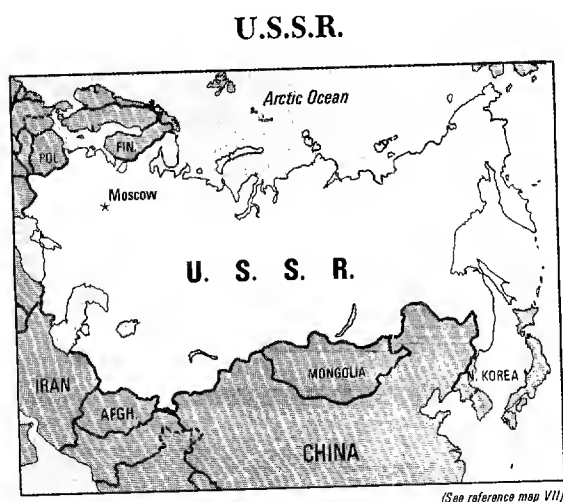 U.S.S.R.
Arctic Ocean
POL.
FIN.
Moscow
U. S. S. R.
IRAN
AFGH.
MONGOLIA
N. KOREA
CHINA
(See reference map VII)